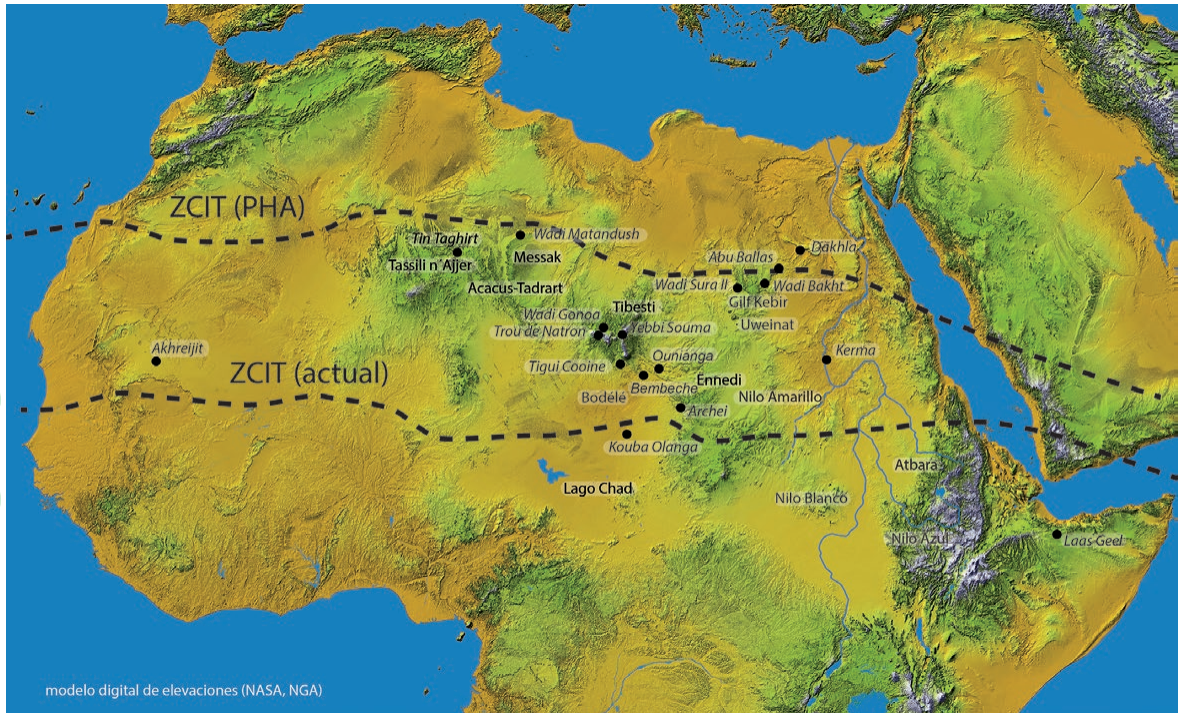 ZCIT (PHA)
Tin Taghirt
Wadi Matandush
Tassili n´Ajjer
Messak
Acacus-Tadrart
Dakhla
Abu Ballas
Wadi Sura II
Wadi Bakht
Gilf Kebir
Uweinat
Tibesti
Wadi Gonoa
Trou de Natron
Yebbi Souma
Akhreijit
Kerma
Ounianga
Tigui Cocine
ZCIT (actual)
Bembeche
Ennedi
Bodélé
Nilo Amarillo
Archei
Kouba Olanga
Atbara
Lago Chad
Nilo Blanco
Nilo Azul
Laas Geel
modelo digital de elevaciones (NASA, NGA)